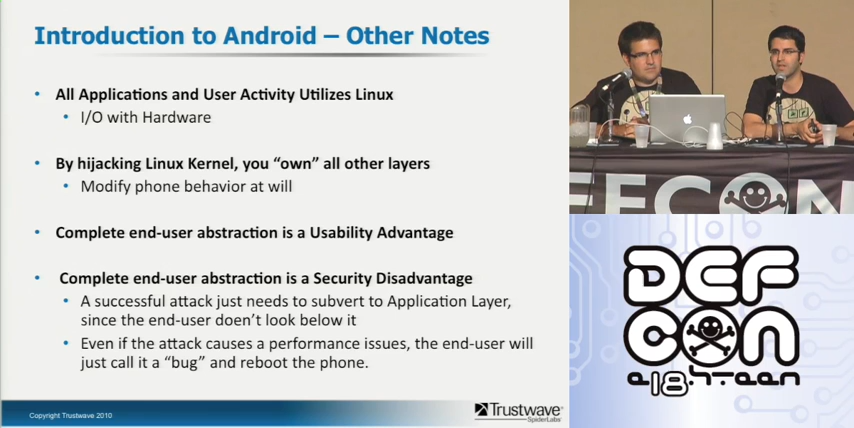 Introduction to Android – Other Notes
• All Applications and User Activity Utilizes Linux
• I/O with Hardware
• By hijacking Linux Kernel, you “own” all other layers
• Modify phone behavior at will
• Complete end-user abstraction is a Usability Advantage
• Complete end-user abstraction is a Security Disadvantage
• A successful attack just needs to subvert to Application Layer,
since the end-user doen’t look below it
• Even if the attack causes a performance issues, the end-user will
just call it a “bug” and reboot the phone.
Copyright Trustwave 2010
Trustwave®
SpiderLabs®
FECON
DEF
CON
e18h-teen